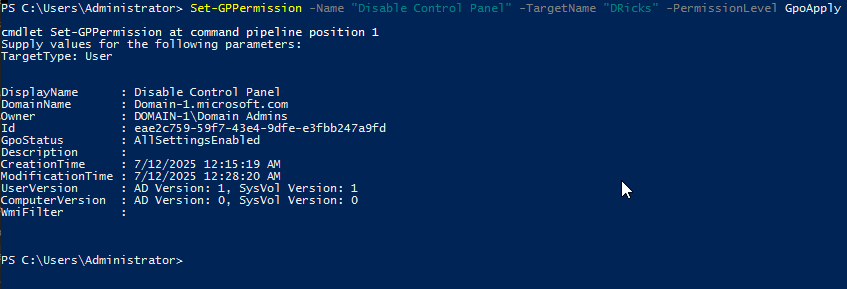 PS C:\Users\Administrator> Set-GPPermission -Name "Disable Control Panel" -TargetName "DRicks" -PermissionLevel GpoApply
cmdlet Set-GPPermission at command pipeline position 1
Supply values for the following parameters:
TargetType: User
DisplayName      : Disable Control Panel
DomainName       : Domain-1.microsoft.com
Owner            : DOMAIN-1\Domain Admins
Id               : eae2c759-59f7-43e4-9dfe-e3fbb247a9fd
GpoStatus        : AllSettingsEnabled
Description      :
CreationTime     : 7/12/2025 12:15:19 AM
ModificationTime : 7/12/2025 12:28:20 AM
UserVersion      : AD Version: 1, SysVol Version: 1
ComputerVersion  : AD Version: 0, SysVol Version: 0
WmiFilter        :
PS C:\Users\Administrator>